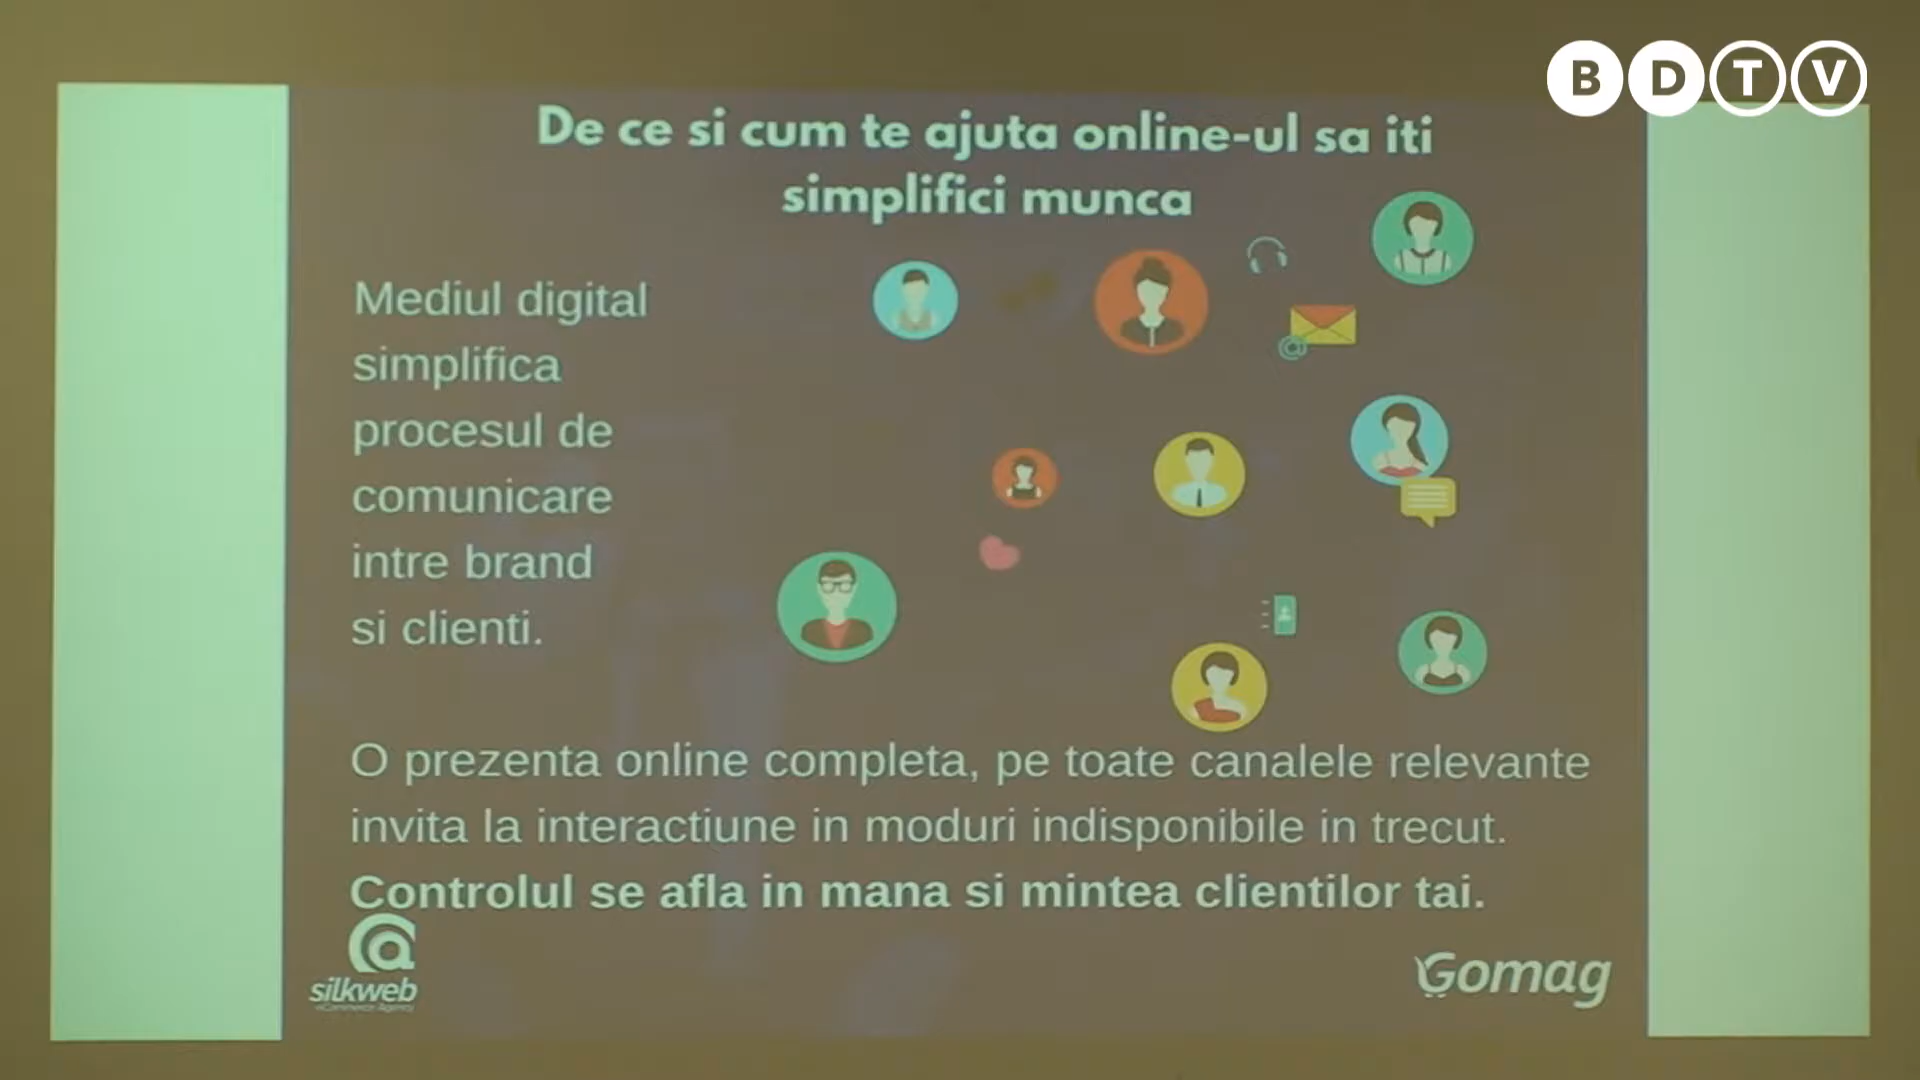 BDTV
De ce si cum te ajuta online-ul sa iti
simplifici munca
Mediul digital
simplifica
procesul de
comunicare
intre brand
si clienti.
@
O prezenta online completa, pe toate canalele relevante
invita la interactiune in moduri indisponibile in trecut.
Controlul se afla in mana si mintea clientilor tai.
silkweb
eCommerce Agency
Gomag